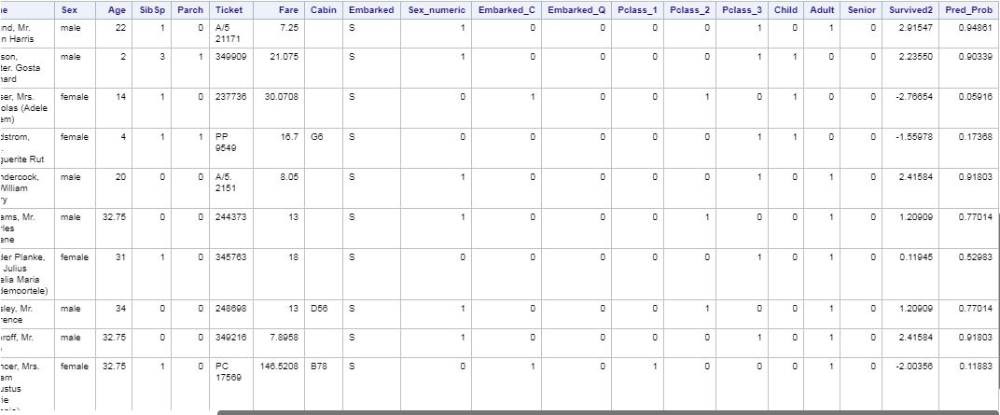 ne Sex Age SibSp Parch Ticket Fare Cabin Embarked Sex_numeric Embarked_C Embarked_Q Pclass_1 Pclass_2 Pclass_3 Child Adult Senior Survived2 Pred_Prob
und, Mr. male 22 1 0 A/5 7.25 S 1 0 0 0 0 1 0 1 0 2.91547 0.94861
n Harris 21171
son, male 2 3 1 349909 21.075 S 1 0 0 0 0 1 1 0 0 2.23550 0.90339
ter. Gosta
nard
ser, Mrs. female 14 1 0 237736 30.0708 S 0 1 0 0 1 0 1 0 0 -2.76654 0.05916
olas (Adele
em)
dstrom, female 4 1 1 PP 16.7 G6 S 0 0 0 0 0 1 1 0 0 -1.55978 0.17368
. 9549
guerite Rut
ndercock, male 20 0 0 A/5. 8.05 S 1 0 0 0 0 1 0 1 0 2.41584 0.91803
William 2151
ry
ams, Mr. male 32.75 0 0 244373 13 S 1 0 0 0 1 0 0 1 0 1.20909 0.77014
rles
ene
der Planke, female 31 1 0 345763 18 S 0 0 0 0 0 1 0 1 0 0.11945 0.52983
Julius
elia Maria
demoortele)
sley, Mr. male 34 0 0 248698 13 D56 S 1 0 0 0 1 0 0 1 0 1.20909 0.77014
rence
roff, Mr. male 32.75 0 0 349216 7.8958 S 1 0 0 0 0 1 0 1 0 2.41584 0.91803
ncer, Mrs. female 32.75 1 0 PC 146.5208 B78 S 0 1 0 1 0 0 0 1 0 -2.00356 0.11883
am 17569
ustus
rie